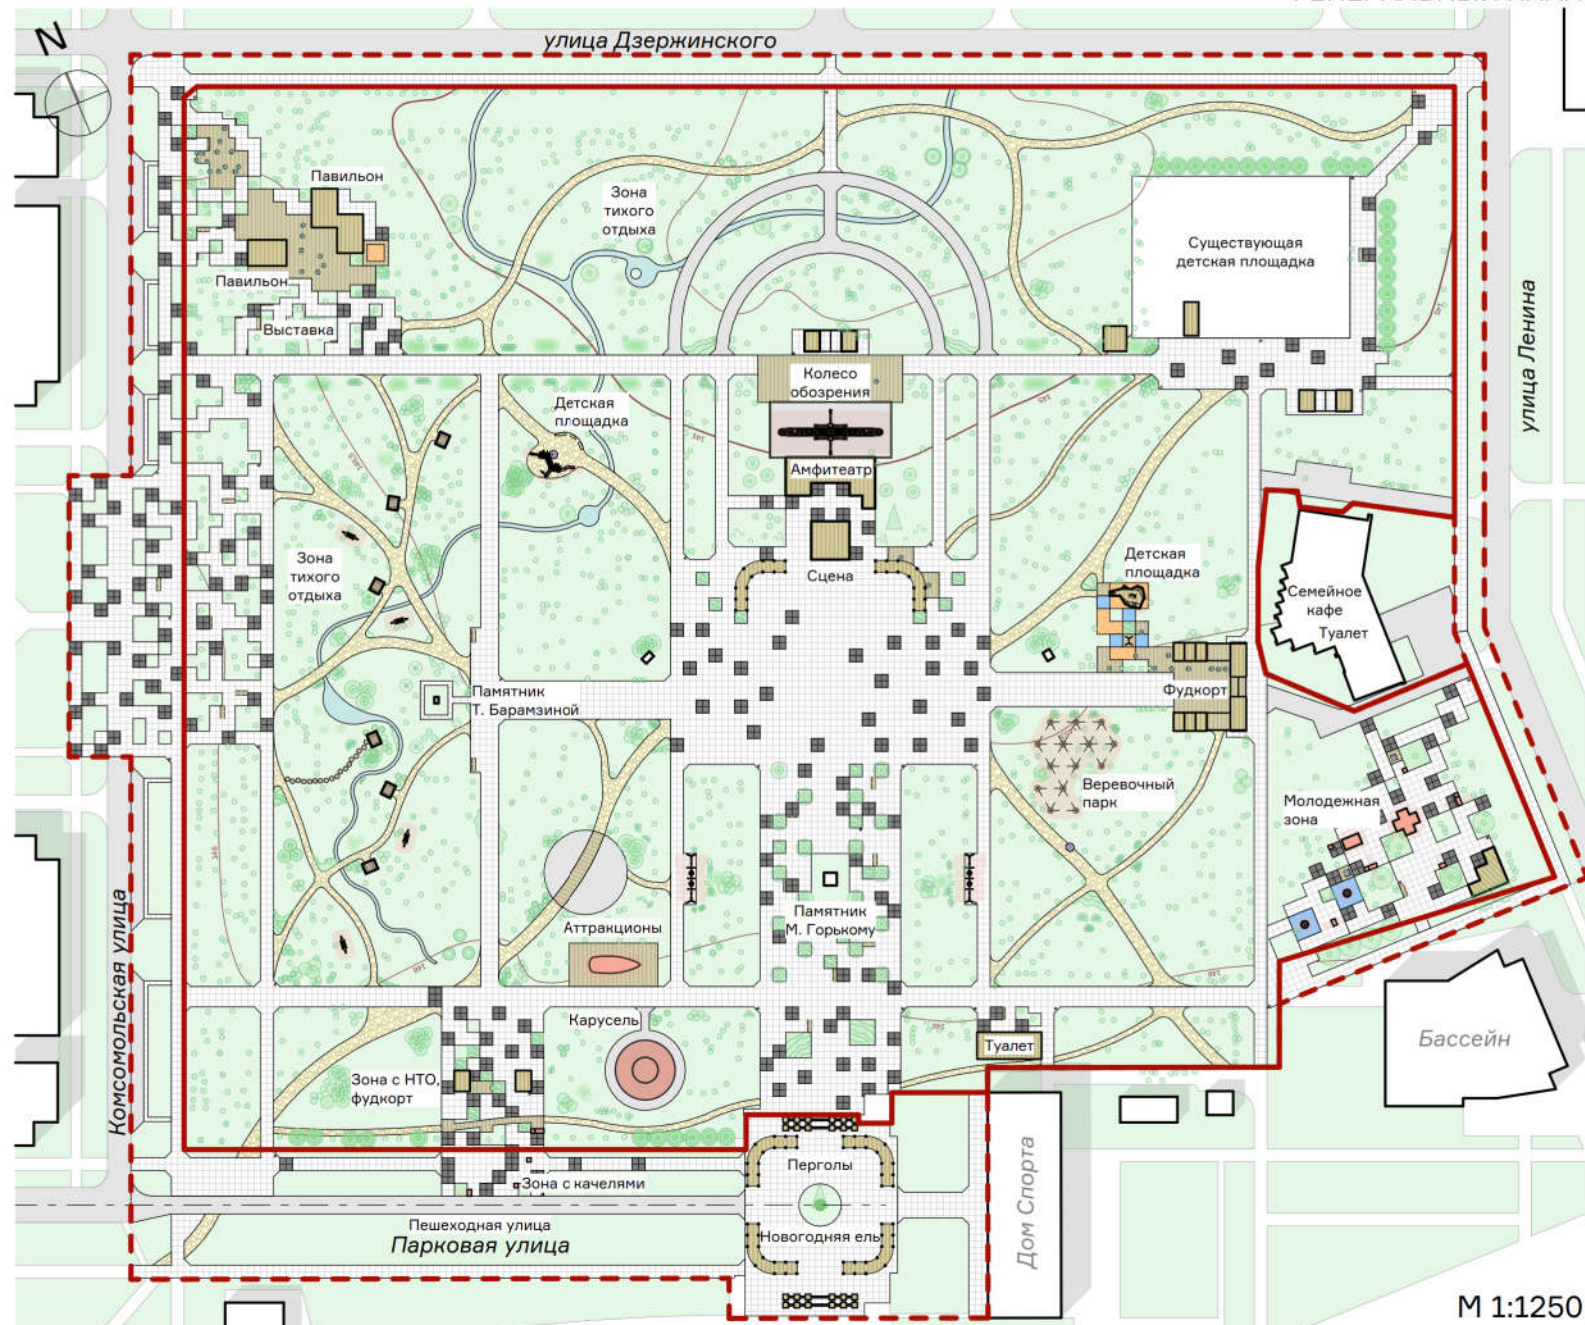 N
улица Дзержинского
Павильон
Зона
тихого
отдыха
Существующая
детская площадка
Павильон
Выставка
улица Ленина
Колесо
обозрения
Детская
площадка
Амфитеатр
Зона
тихого
отдыха
Сцена
Детская
площадка
Семейное
кафе
Туалет
Памятник
Т. Барамзиной
Фудкорт
Веревочный
парк
Молодежная
зона
Памятник
М. Горькому
Аттракционы
Комсомольская улица
Карусель
Туалет
Бассейн
Зона с НТО,
фудкорт
Перголы
Зона с качелями
Дом Спорта
Пешеходная улица
Парковая улица
Новогодняя ель
М 1:1250